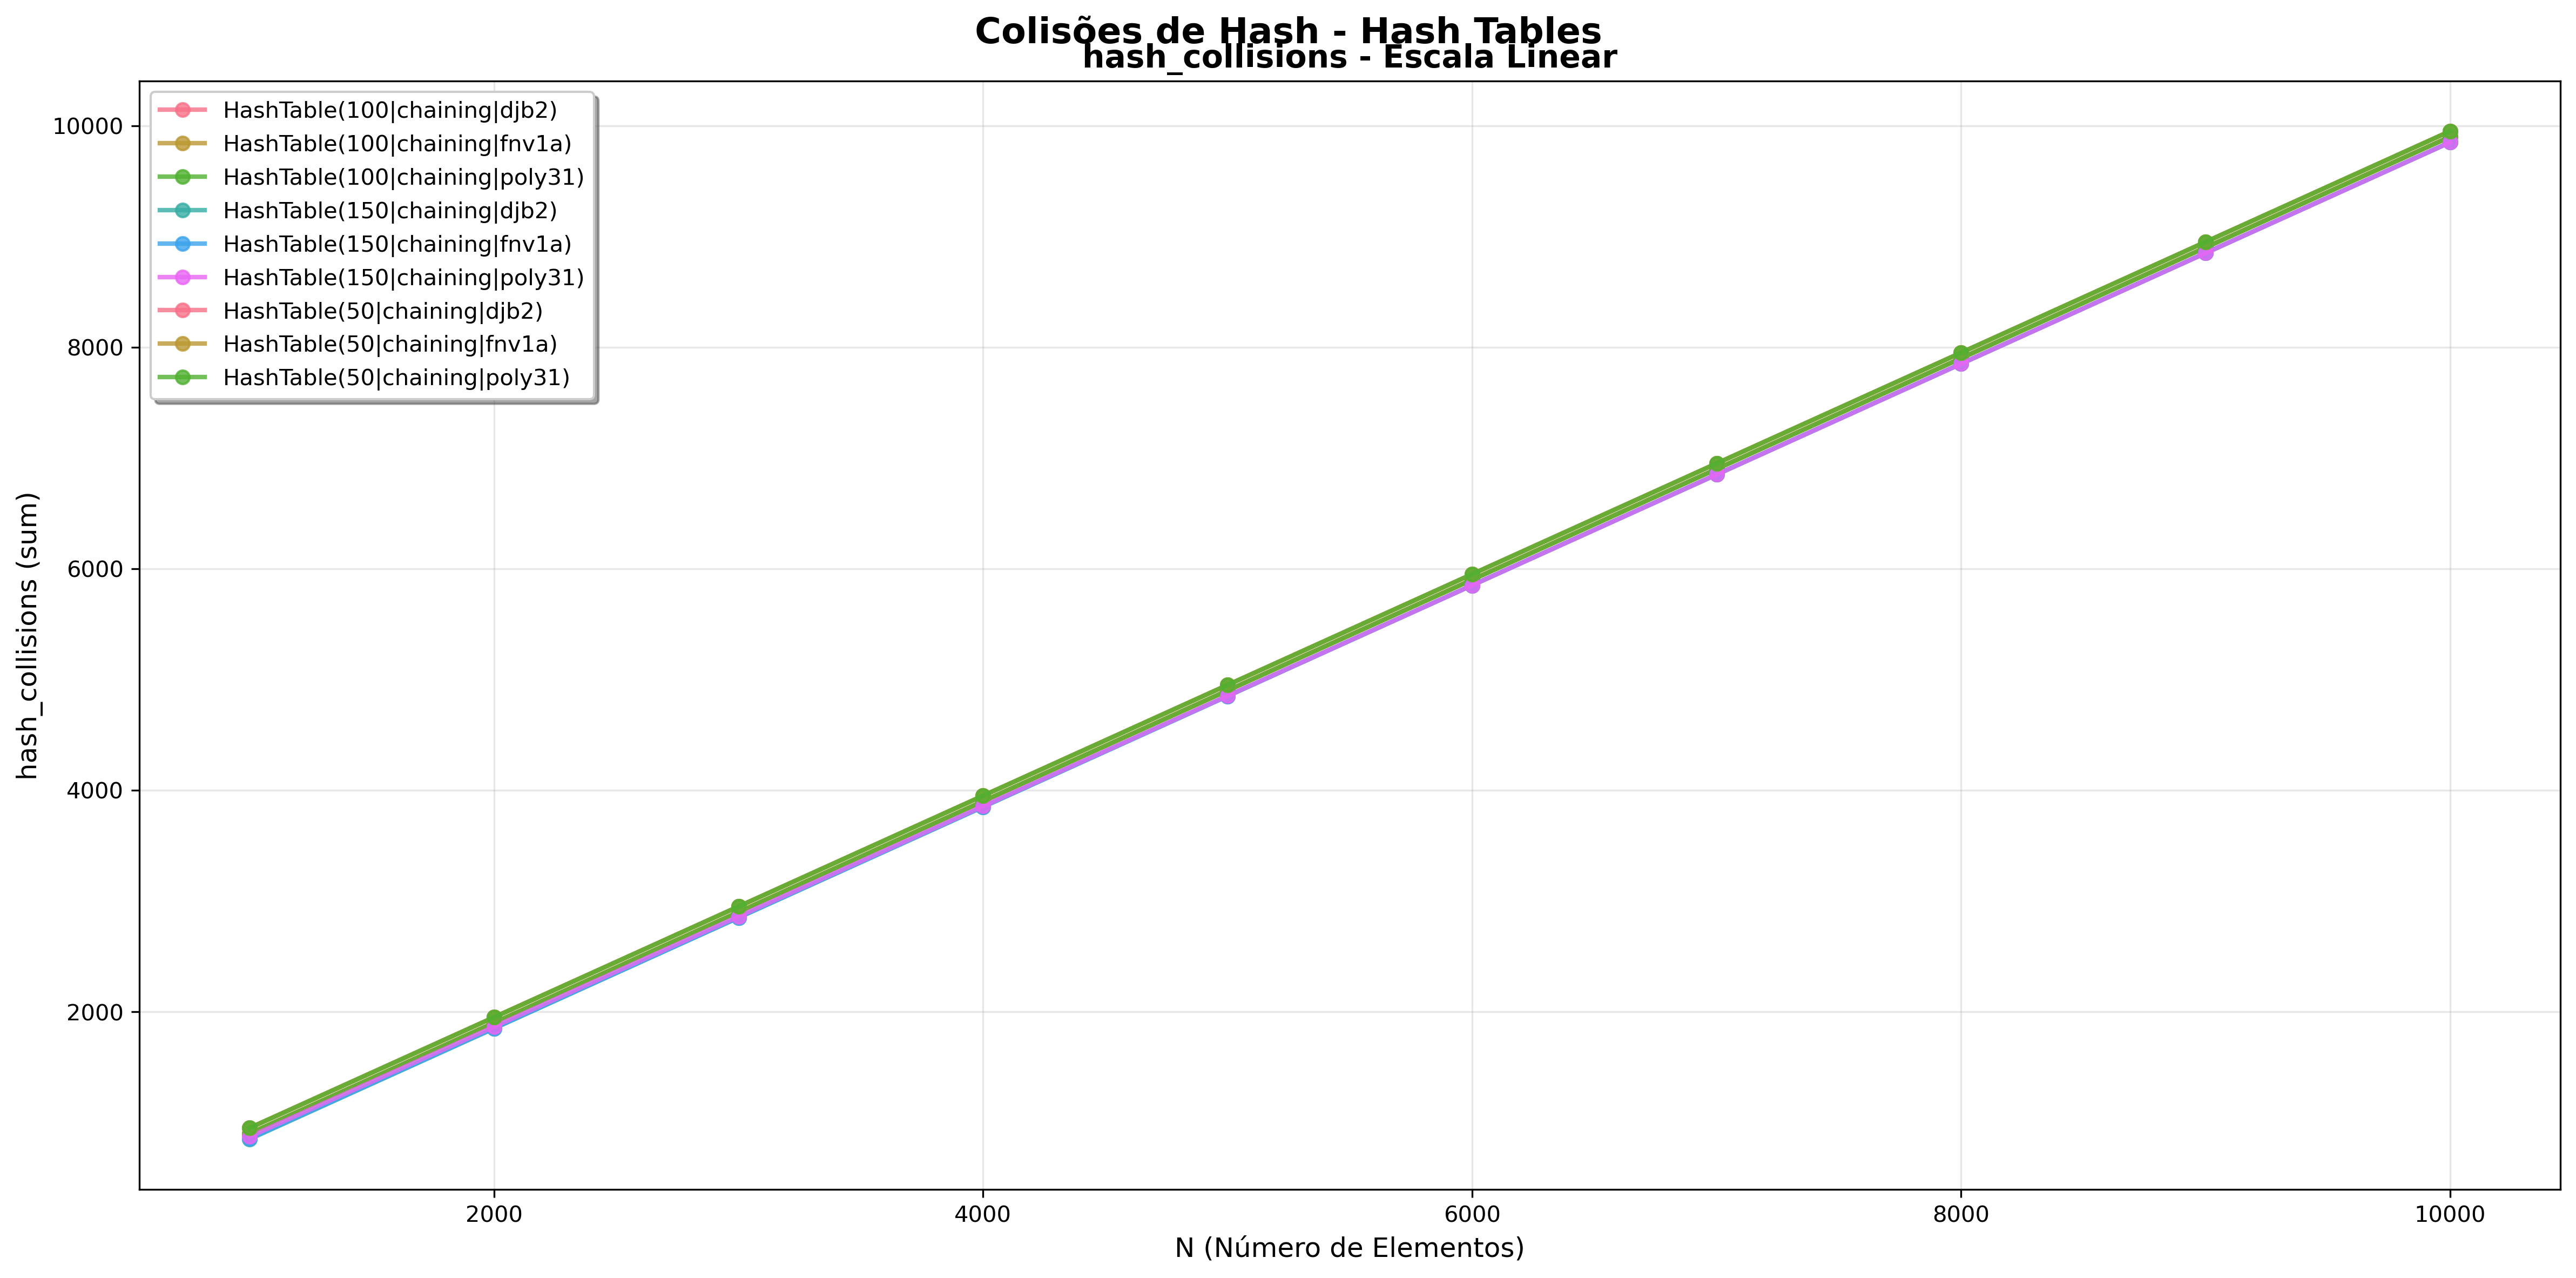 Colisões de Hash - Hash Tables
hash_collisions - Escala Linear
HashTable(100|chaining|djb2)
HashTable(100|chaining|fnv1a)
HashTable(100|chaining|poly31)
HashTable(150|chaining|djb2)
HashTable(150|chaining|fnv1a)
HashTable(150|chaining|poly31)
HashTable(50|chaining|djb2)
HashTable(50|chaining|fnv1a)
HashTable(50|chaining|poly31)
hash_collisions (sum)
10000
8000
6000
4000
2000
2000 4000 6000 8000 10000
N (Número de Elementos)